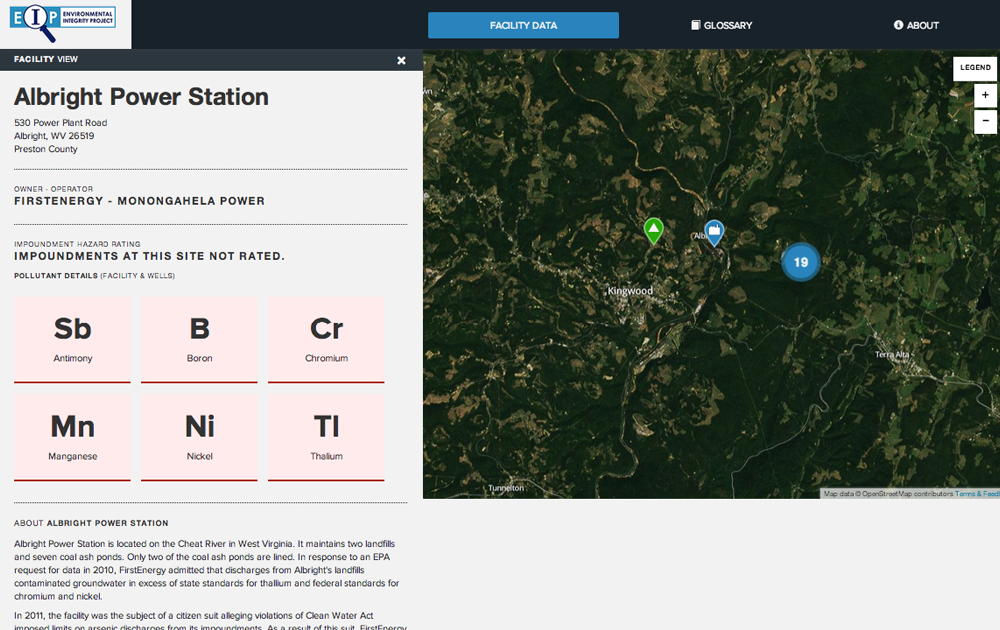 EIP ENVIRONMENTAL
INTEGRITY PROJECT
FACILITY DATA
GLOSSARY
ABOUT
FACILITY VIEW
Albright Power Station
530 Power Plant Road
Albright, WV 26519
Preston County
OWNER - OPERATOR
FIRSTENERGY - MONONGAHELA POWER
IMPOUNDMENT HAZARD RATING
IMPOUNDMENTS AT THIS SITE NOT RATED.
POLLUTANT DETAILS (FACILITY & WELLS)
Sb
Antimony
B
Boron
Cr
Chromium
Mn
Manganese
Ni
Nickel
Tl
Thalium
ABOUT ALBRIGHT POWER STATION
Albright Power Station is located on the Cheat River in West Virginia. It maintains two landfills
and seven coal ash ponds. Only two of the coal ash ponds are lined. In response to an EPA
request for data in 2010, FirstEnergy admitted that discharges from Albright's landfills
contaminated groundwater in excess of state standards for thallium and federal standards for
chromium and nickel.
In 2011, the facility was the subject of a citizen suit alleging violations of Clean Water Act
imposed limits on arsenic discharges from its impoundments. As a result of this suit, FirstEnergy
LEGEND
+
−
wn
Alb
19
Kingwood
Terra Alta
Tunnelton
Map data © OpenStreetMap contributors Terms & Feed